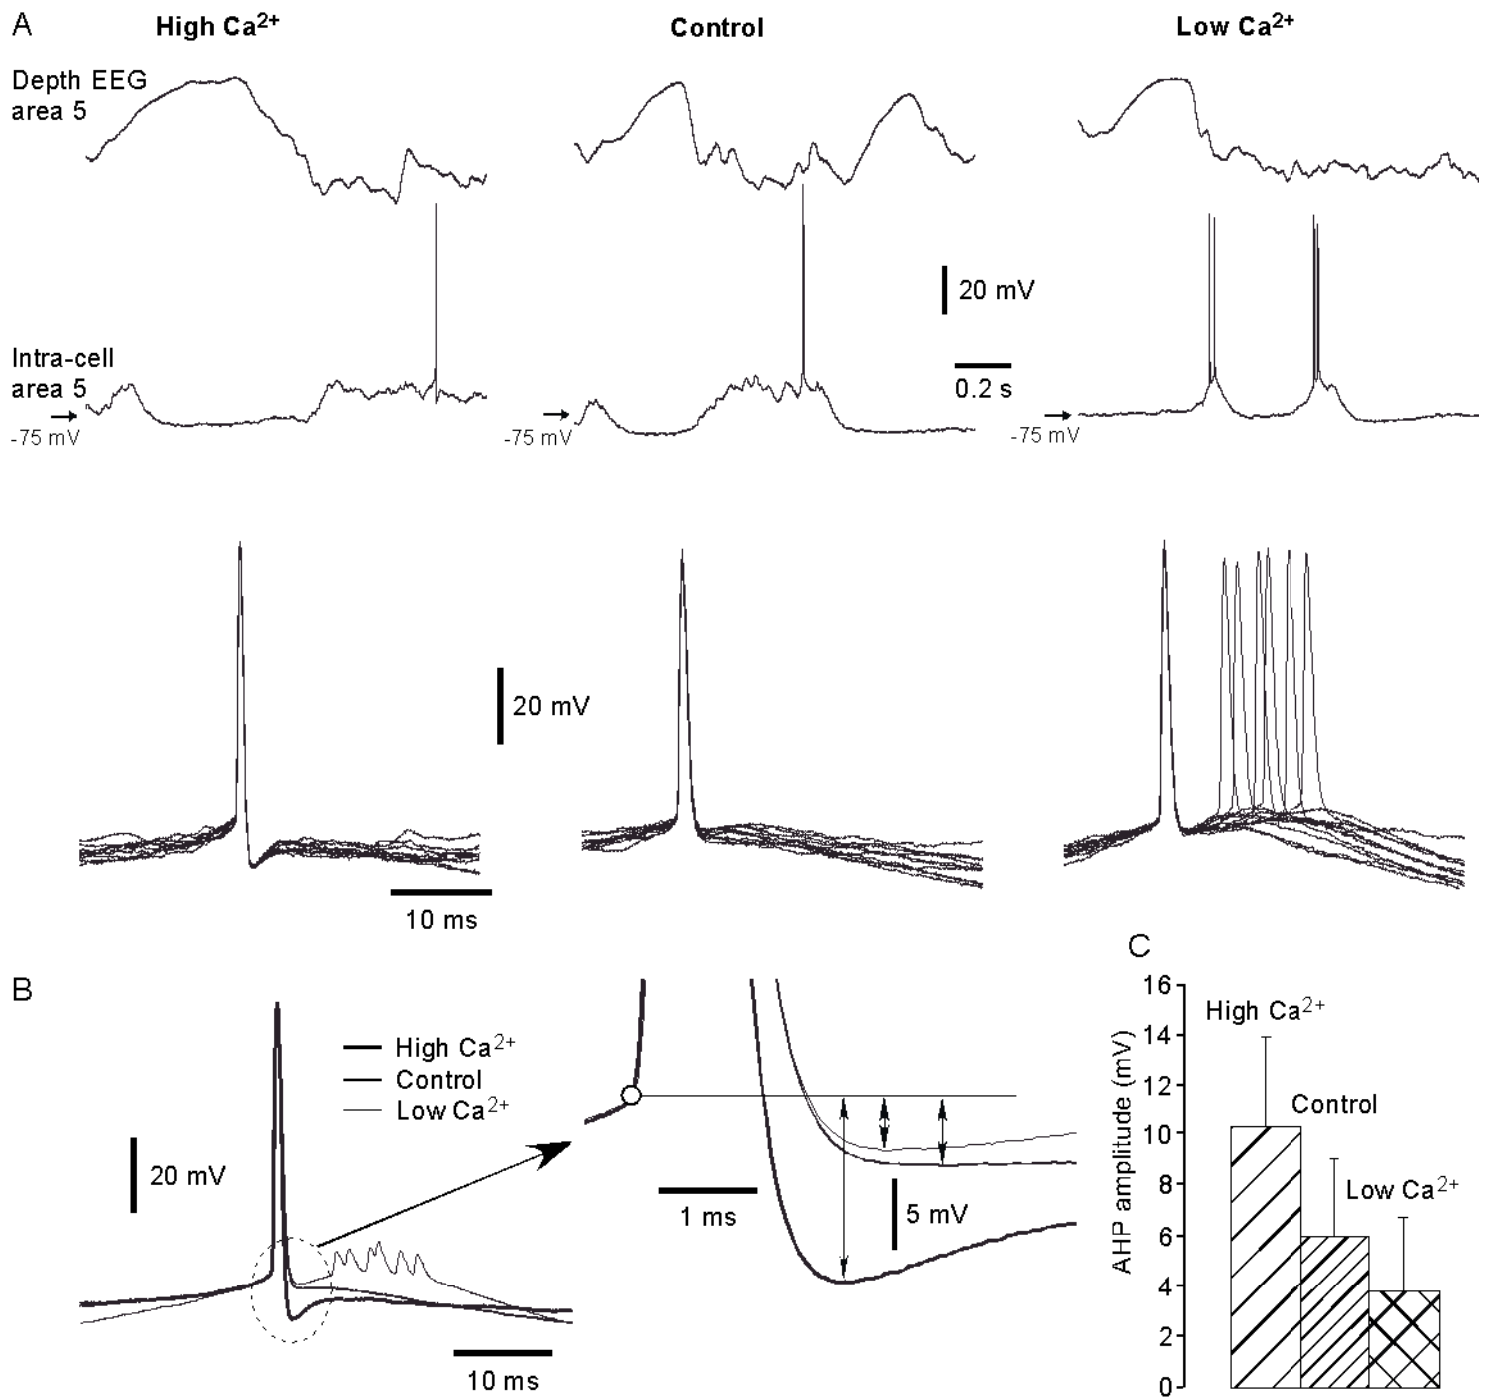 A
High Ca2+
Control
Low Ca2+
Depth EEG
area 5
20 mV
Intra-cell
area 5
0.2 s
-75 mV
-75 mV
-75 mV
20 mV
10 ms
B
High Ca2+
Control
Low Ca2+
20 mV
10 ms
1 ms
5 mV
C
AHP amplitude (mV)
16
14
12
10
8
6
4
2
0
High Ca2+
Control
Low Ca2+